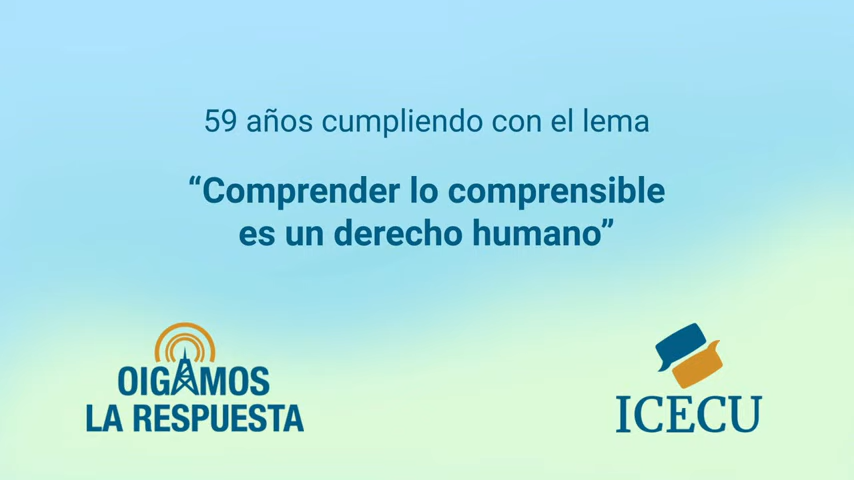 59 años cumpliendo con el lema
“Comprender lo comprensible
es un derecho humano”
OIGAMOS
LA RESPUESTA
ICECU